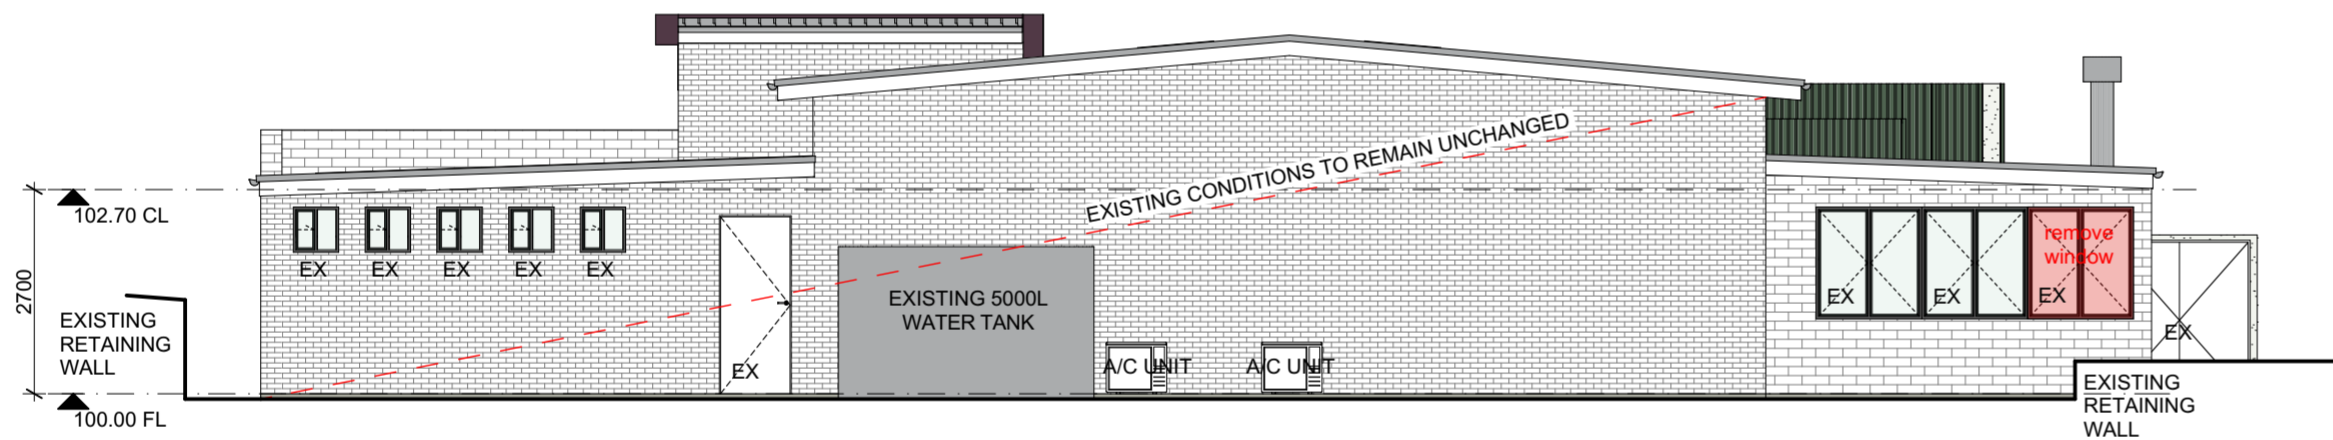 EXISTING CONDITIONS TO REMAIN UNCHANGED
102.70 CL
2700
EX
EX
EX
EX
EX
remove
window
EX
EX
EX
EXISTING 5000L
WATER TANK
EXISTING
RETAINING
WALL
EX
EX
A/C UNIT
A/C UNIT
100.00 FL
EXISTING
RETAINING
WALL